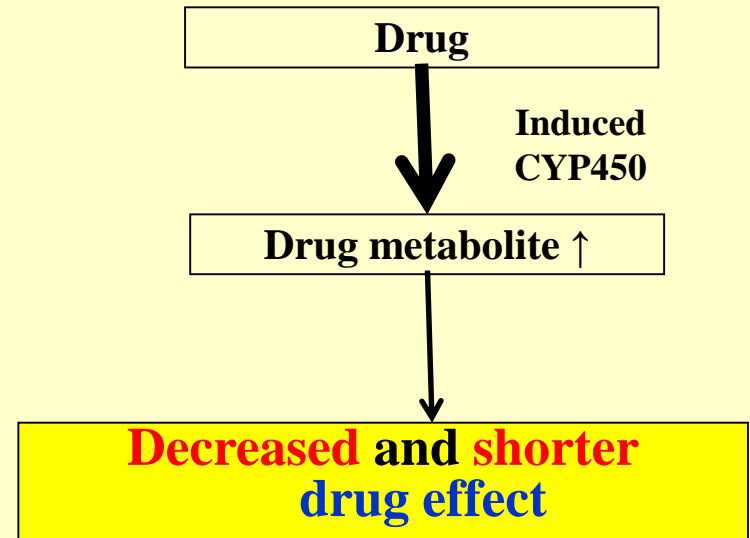 Drug
Induced
CYP450
Drug metabolite ↑
Decreased and shorter
drug effect